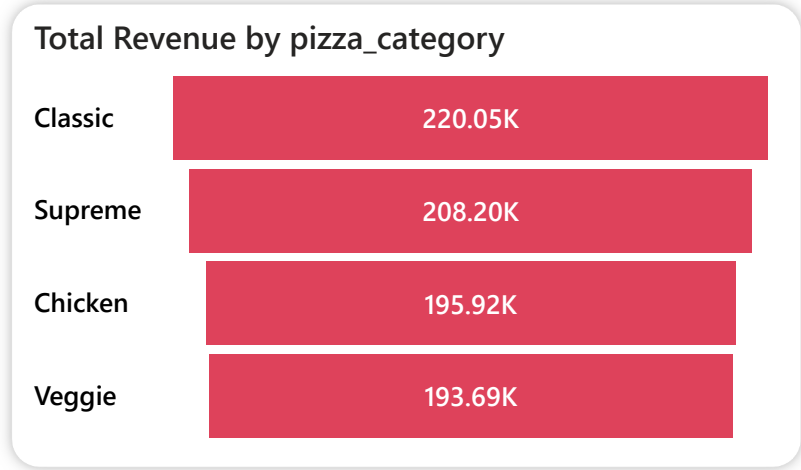 Total Revenue by pizza_category
Classic 220.05K
Supreme 208.20K
Chicken 195.92K
Veggie 193.69K